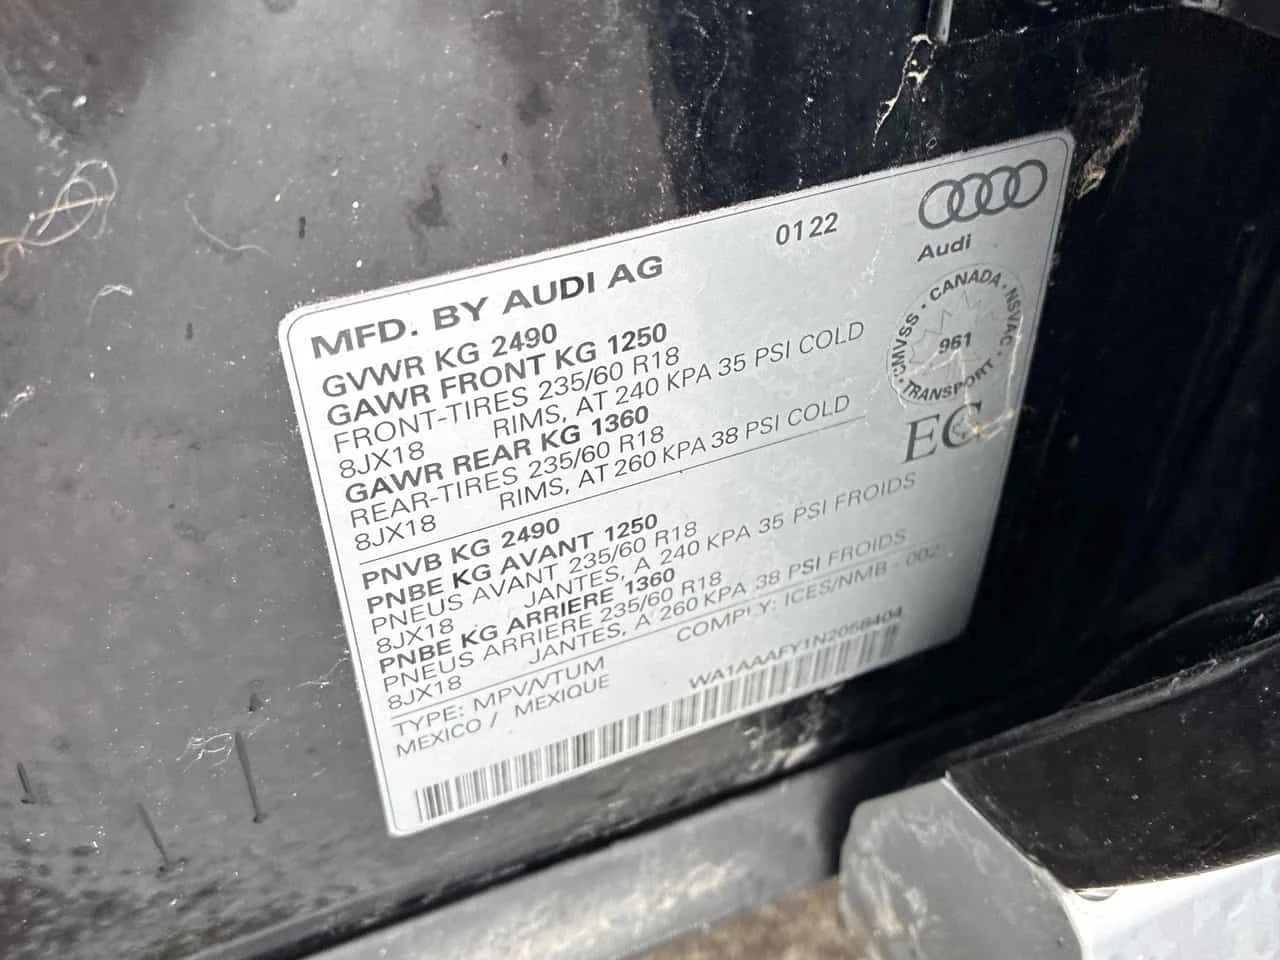 0122
Audi
MFD. BY AUDI AG
GVWR KG 2490
GAWR FRONT KG 1250
FRONT-TIRES 235/60 R18
8JX18 RIMS, AT 240 KPA 35 PSI COLD
GAWR REAR KG 1360
REAR-TIRES 235/60 R18
8JX18 RIMS, AT 260 KPA 38 PSI COLD
CANADA · NSVAC · TRANSPORT · CMVSS ·
961
EC
PNVB KG 2490
PNBE KG AVANT 1250
PNEUS AVANT 235/60 R18
8JX18 JANTES, A 240 KPA 35 PSI FROIDS
PNBE KG ARRIERE 1360
PNEUS ARRIERE 235/60 R18
8JX18 JANTES, A 260 KPA 38 PSI FROIDS
TYPE: MPV/VTUM COMPLY: ICES/NMB - 002
MEXICO / MEXIQUE WA1AAAFY1N2058404